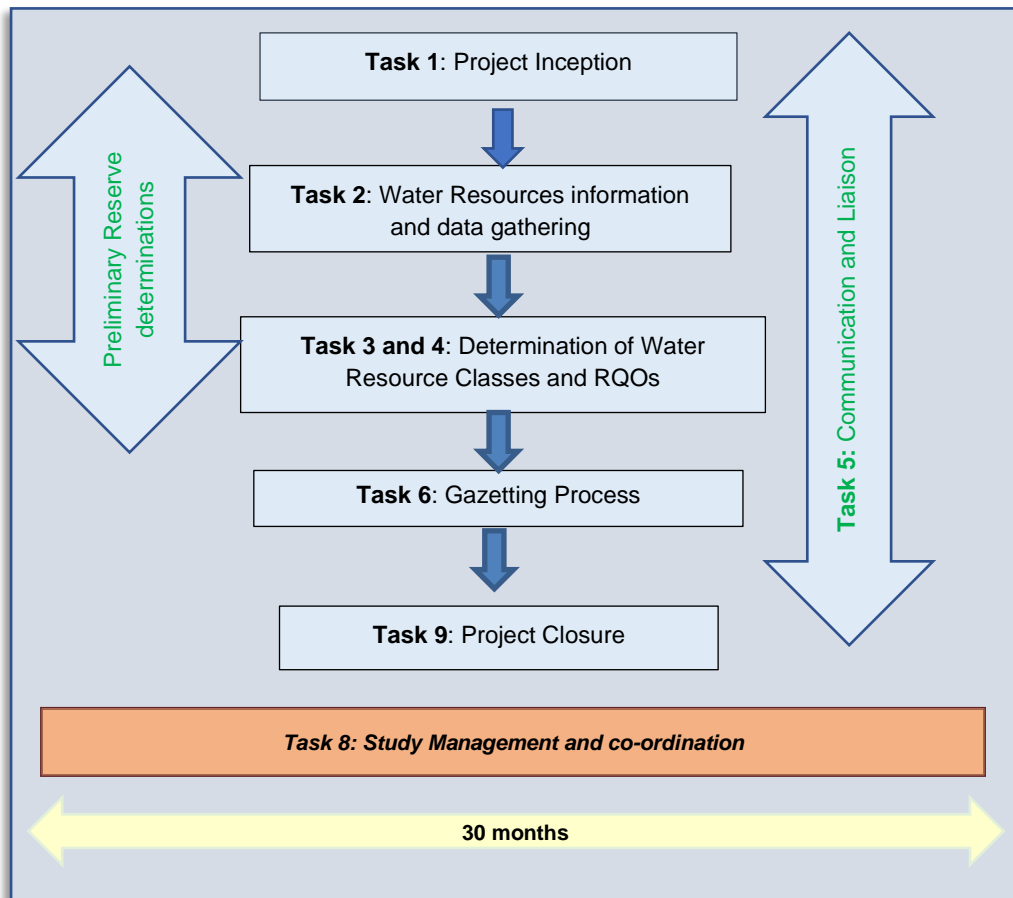 Task 1: Project Inception
Preliminary Reserve
determinations
Task 2: Water Resources information
and data gathering
Task 3 and 4: Determination of Water
Resource Classes and RQOs
Task 5: Communication and Liaison
Task 6: Gazetting Process
Task 9: Project Closure
Task 8: Study Management and co-ordination
30 months